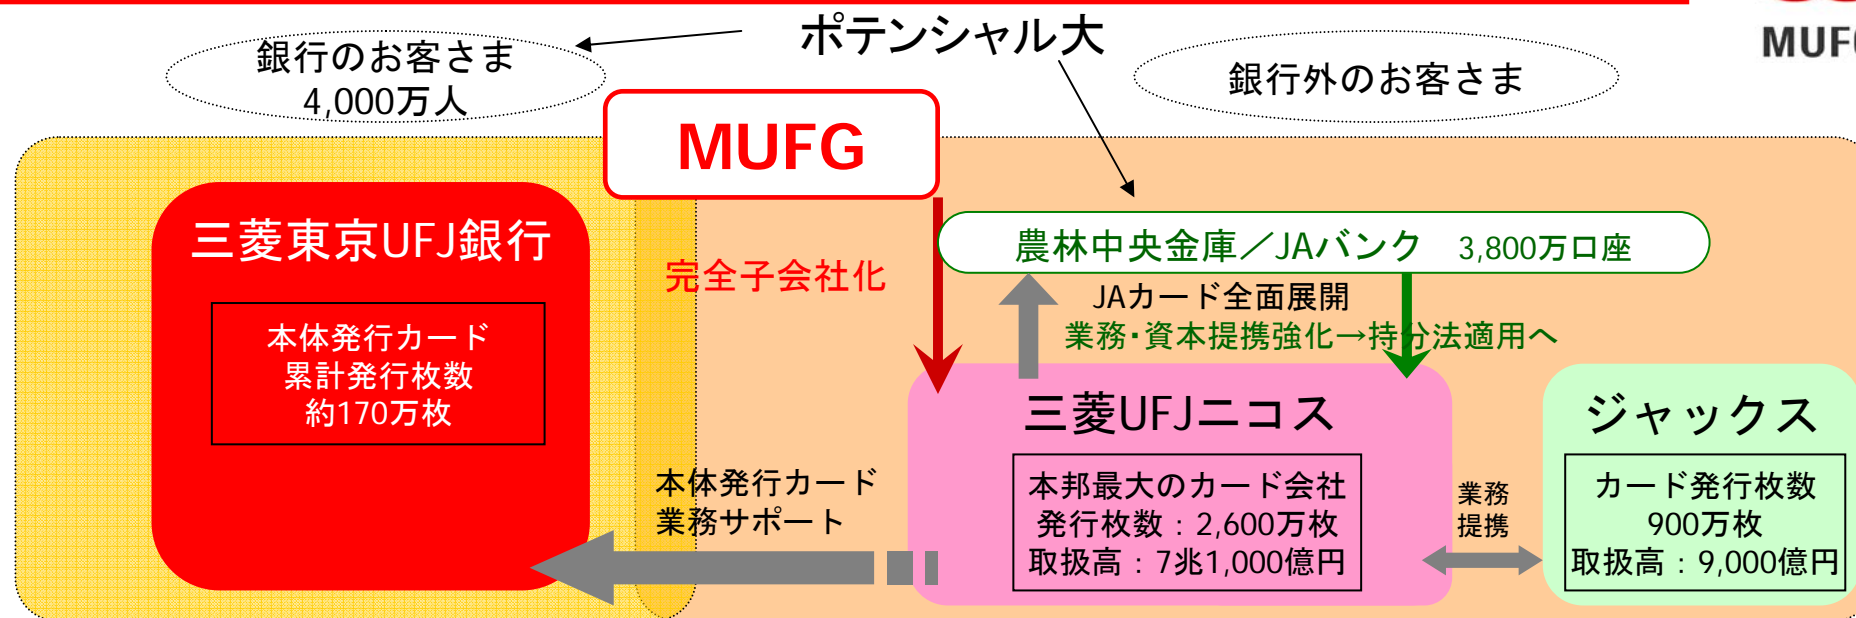 ポテンシャル大
銀行のお客さま
4,000万人
銀行外のお客さま
MUFG
MUFG
三菱東京UFJ銀行
本体発行カード
累計発行枚数
約170万枚
完全子会社化
農林中央金庫／JAバンク 3,800万口座
JAカード全面展開
業務・資本提携強化→持分法適用へ
本体発行カード
業務サポート
三菱UFJニコス
本邦最大のカード会社
発行枚数：2,600万枚
取扱高：7兆1,000億円
業務
提携
ジャックス
カード発行枚数
900万枚
取扱高：9,000億円